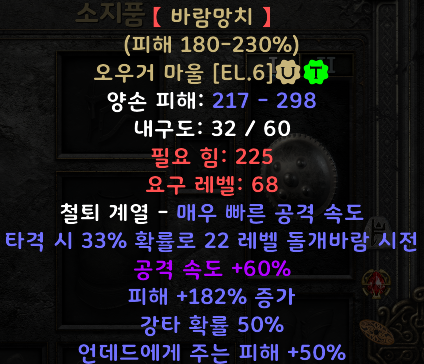 소지품
【 바람망치 】
(피해 180-230%)
오우거 마울 [EL.6] U T
양손 피해: 217 - 298
내구도: 32 / 60
필요 힘: 225
요구 레벨: 68
철퇴 계열 - 매우 빠른 공격 속도
타격 시 33% 확률로 22 레벨 돌개바람 시전
공격 속도 +60%
피해 +182% 증가
강타 확률 50%
언데드에게 주는 피해 +50%